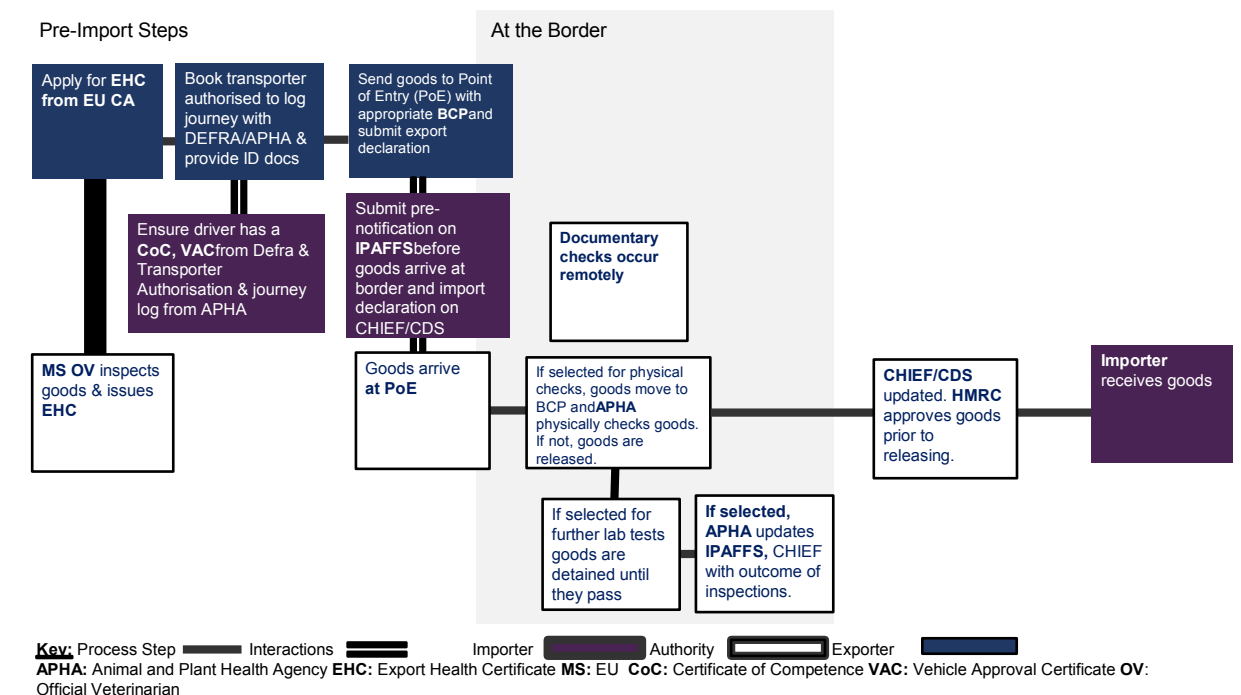 Pre-Import Steps
At the Border
Apply for EHC
from EU CA
Book transporter
authorised to log
journey with
DEFRA/APHA &
provide ID docs
Send goods to Point
of Entry (PoE) with
appropriate BCPand
submit export
declaration
Ensure driver has a
CoC, VACfrom Defra &
Transporter
Authorisation & journey
log from APHA
Submit pre-
notification on
IPAFFSbefore
goods arrive at
border and import
declaration on
CHIEF/CDS
Documentary
checks occur
remotely
MS OV inspects
goods & issues
EHC
Goods arrive
at PoE
If selected for physical
checks, goods move to
BCP andAPHA
physically checks goods.
If not, goods are
released.
CHIEF/CDS
updated. HMRC
approves goods
prior to
releasing.
Importer
receives goods
If selected for
further lab tests
goods are
detained until
they pass
If selected,
APHA updates
IPAFFS, CHIEF
with outcome of
inspections.
Key: Process Step Interactions Importer Authority Exporter
APHA: Animal and Plant Health Agency EHC: Export Health Certificate MS: EU CoC: Certificate of Competence VAC: Vehicle Approval Certificate OV:
Official Veterinarian